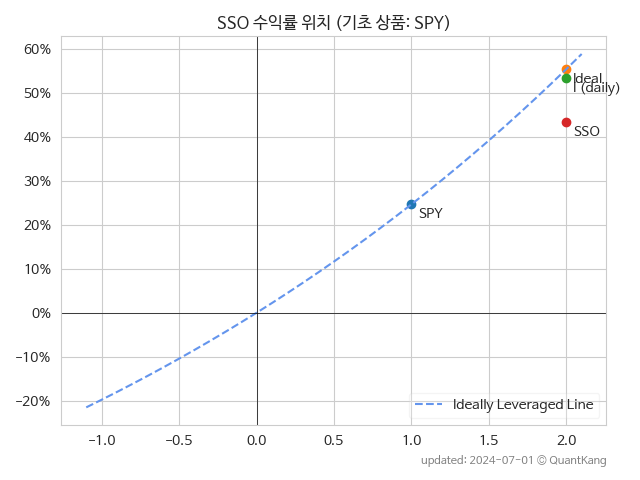 SSO 수익률 위치 (기초 상품: SPY)
60%
50%
40%
30%
20%
10%
0%
−10%
−20%
Ideal
l (daily)
SSO
SPY
Ideally Leveraged Line
−1.0 −0.5 0.0 0.5 1.0 1.5 2.0
updated: 2024-07-01 © QuantKang